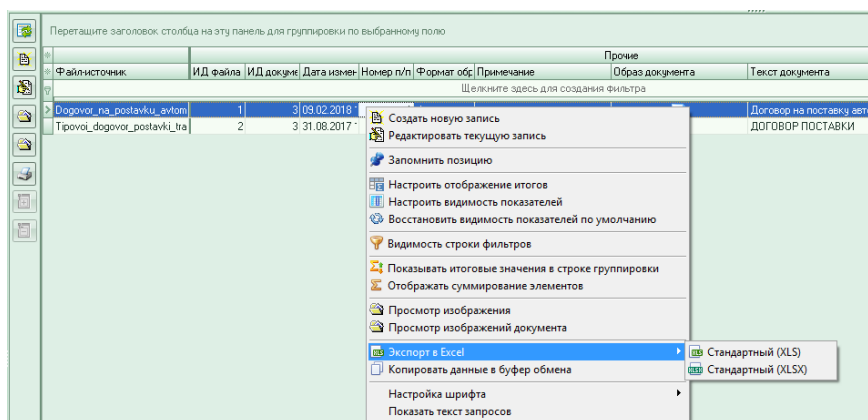 Перетащите заголовок столбца на эту панель для группировки по выбранному полю
Прочие
Файл-источник ИД файла ИД докуме Дата измен Номер п/п Формат обр Примечание Образ документа Текст документа
Щелкните здесь для создания фильтра
Dogovor_na_postavku_avtom 1 3 09.02.2018 Договор на поставку авт
Tipovoi_dogovor_postavki_tra 2 3 31.08.2017 ДОГОВОР ПОСТАВКИ
Создать новую запись
Редактировать текущую запись
Запомнить позицию
Настроить отображение итогов
Настроить видимость показателей
Восстановить видимость показателей по умолчанию
Видимость строки фильтров
Показывать итоговые значения в строке группировки
Отображать суммирование элементов
Просмотр изображения
Просмотр изображений документа
Экспорт в Excel
Стандартный (XLS)
Копировать данные в буфер обмена
Стандартный (XLSX)
Настройка шрифта
Показать текст запросов